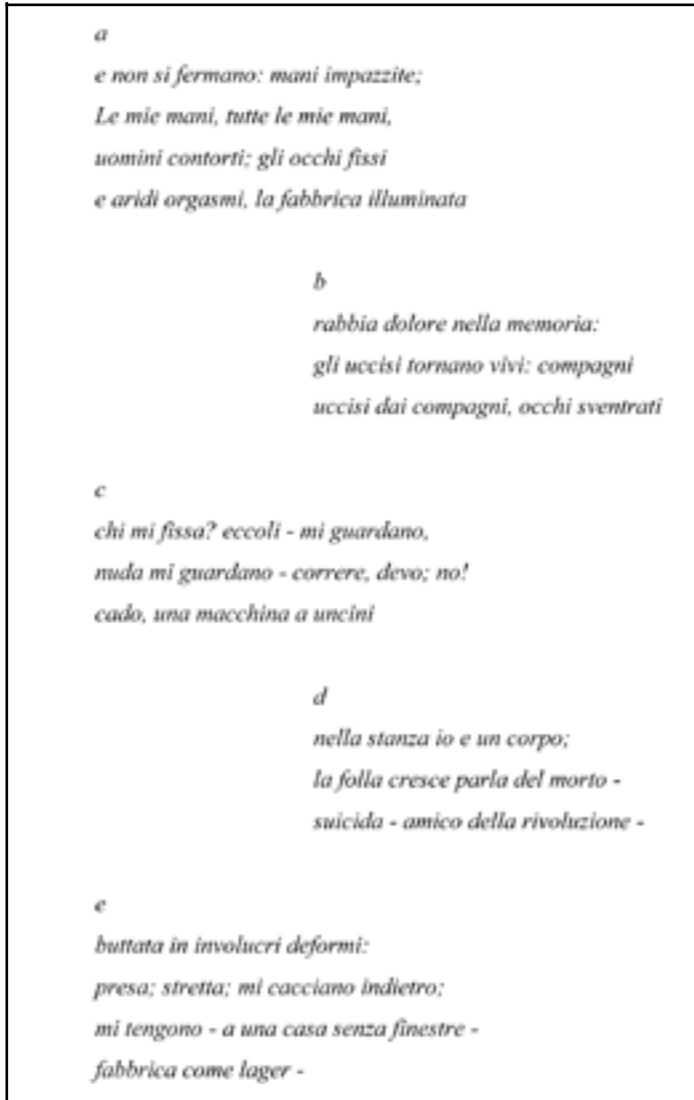 a
e non si fermano: mani impazzite;
Le mie mani, tutte le mie mani,
uomini contorti; gli occhi fissi
e aridi orgasmi, la fabbrica illuminata
b
rabbia dolore nella memoria:
gli uccisi tornano vivi: compagni
uccisi dai compagni, occhi sventrati
c
chi mi fissa? eccoli - mi guardano,
nuda mi guardano - correre, devo; no!
cado, una macchina a uncini
d
nella stanza io e un corpo;
la folla cresce parla del morto -
suicida - amico della rivoluzione -
e
buttata in involucri deformi:
presa; stretta; mi cacciano indietro;
mi tengono - a una casa senza finestre -
fabbrica come lager -